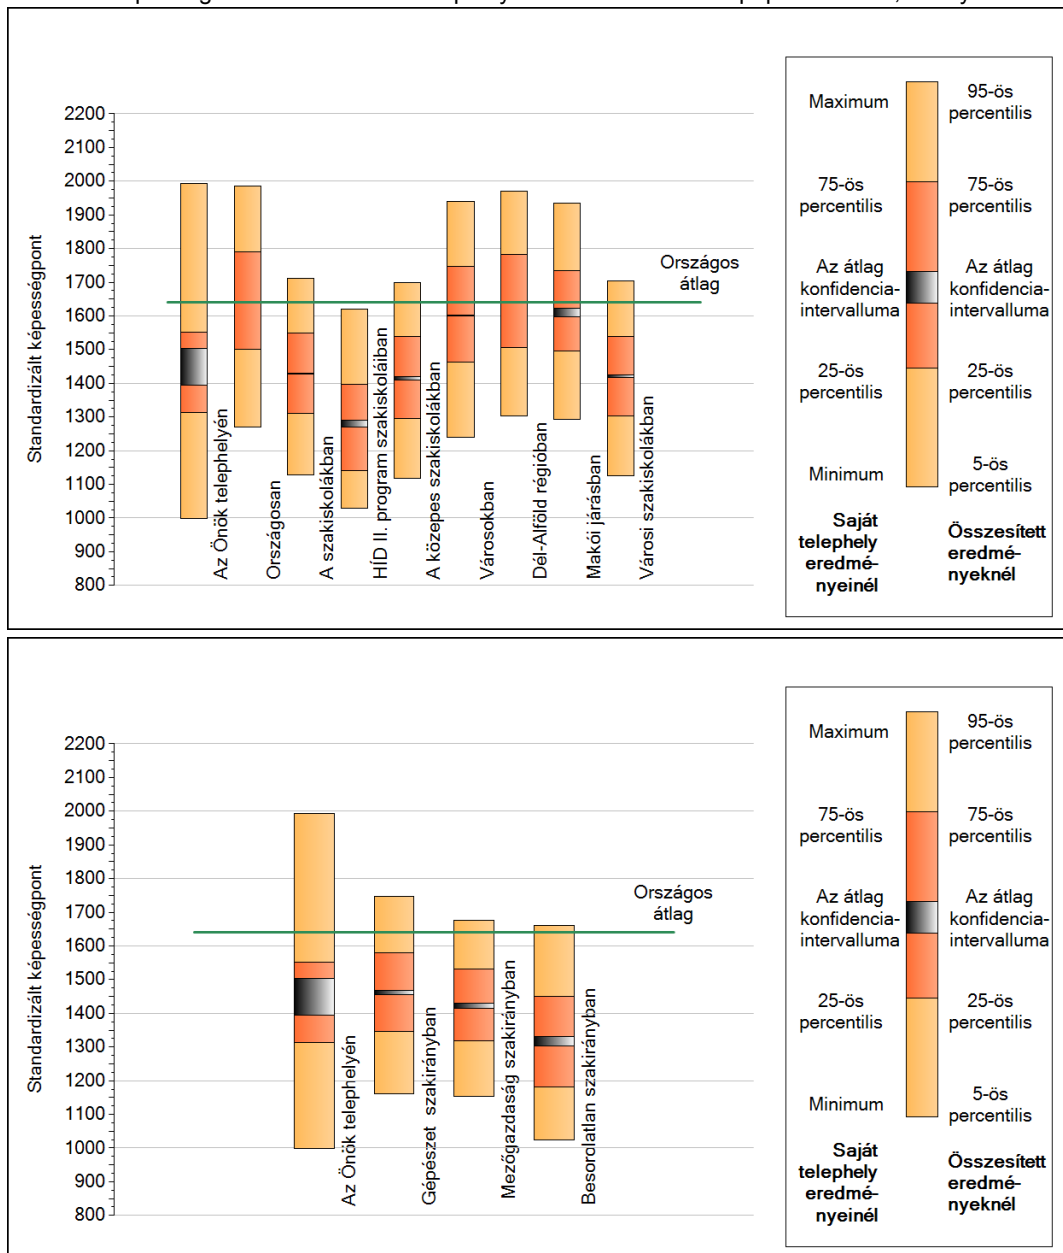 Standardizált képességpont
2200
2100
2000
1900
1800
1700
1600
1500
1400
1300
1200
1100
1000
900
800
Országos
átlag
Az Önök telephelyén
Országosan
A szakiskolákban
HÍD II. program szakiskoláiban
A közepes szakiskolákban
Városokban
Dél-Alföld régióban
Makói járásban
Városi szakiskolákban
Maximum
95-ös
percentilis
75-ös
percentilis
75-ös
percentilis
Az átlag
konfidencia-
intervalluma
Az átlag
konfidencia-
intervalluma
25-ös
percentilis
25-ös
percentilis
Minimum
5-ös
percentilis
Saját
telephely
eredmé-
nyeinél
Összesített
eredmé-
nyeknél
Standardizált képességpont
2200
2100
2000
1900
1800
1700
1600
1500
1400
1300
1200
1100
1000
900
800
Országos
átlag
Az Önök telephelyén
Gépészet szakirányban
Mezőgazdaság szakirányban
Besorolatlan szakirányban
Maximum
95-ös
percentilis
75-ös
percentilis
75-ös
percentilis
Az átlag
konfidencia-
intervalluma
Az átlag
konfidencia-
intervalluma
25-ös
percentilis
25-ös
percentilis
Minimum
5-ös
percentilis
Saját
telephely
eredmé-
nyeinél
Összesített
eredmé-
nyeknél